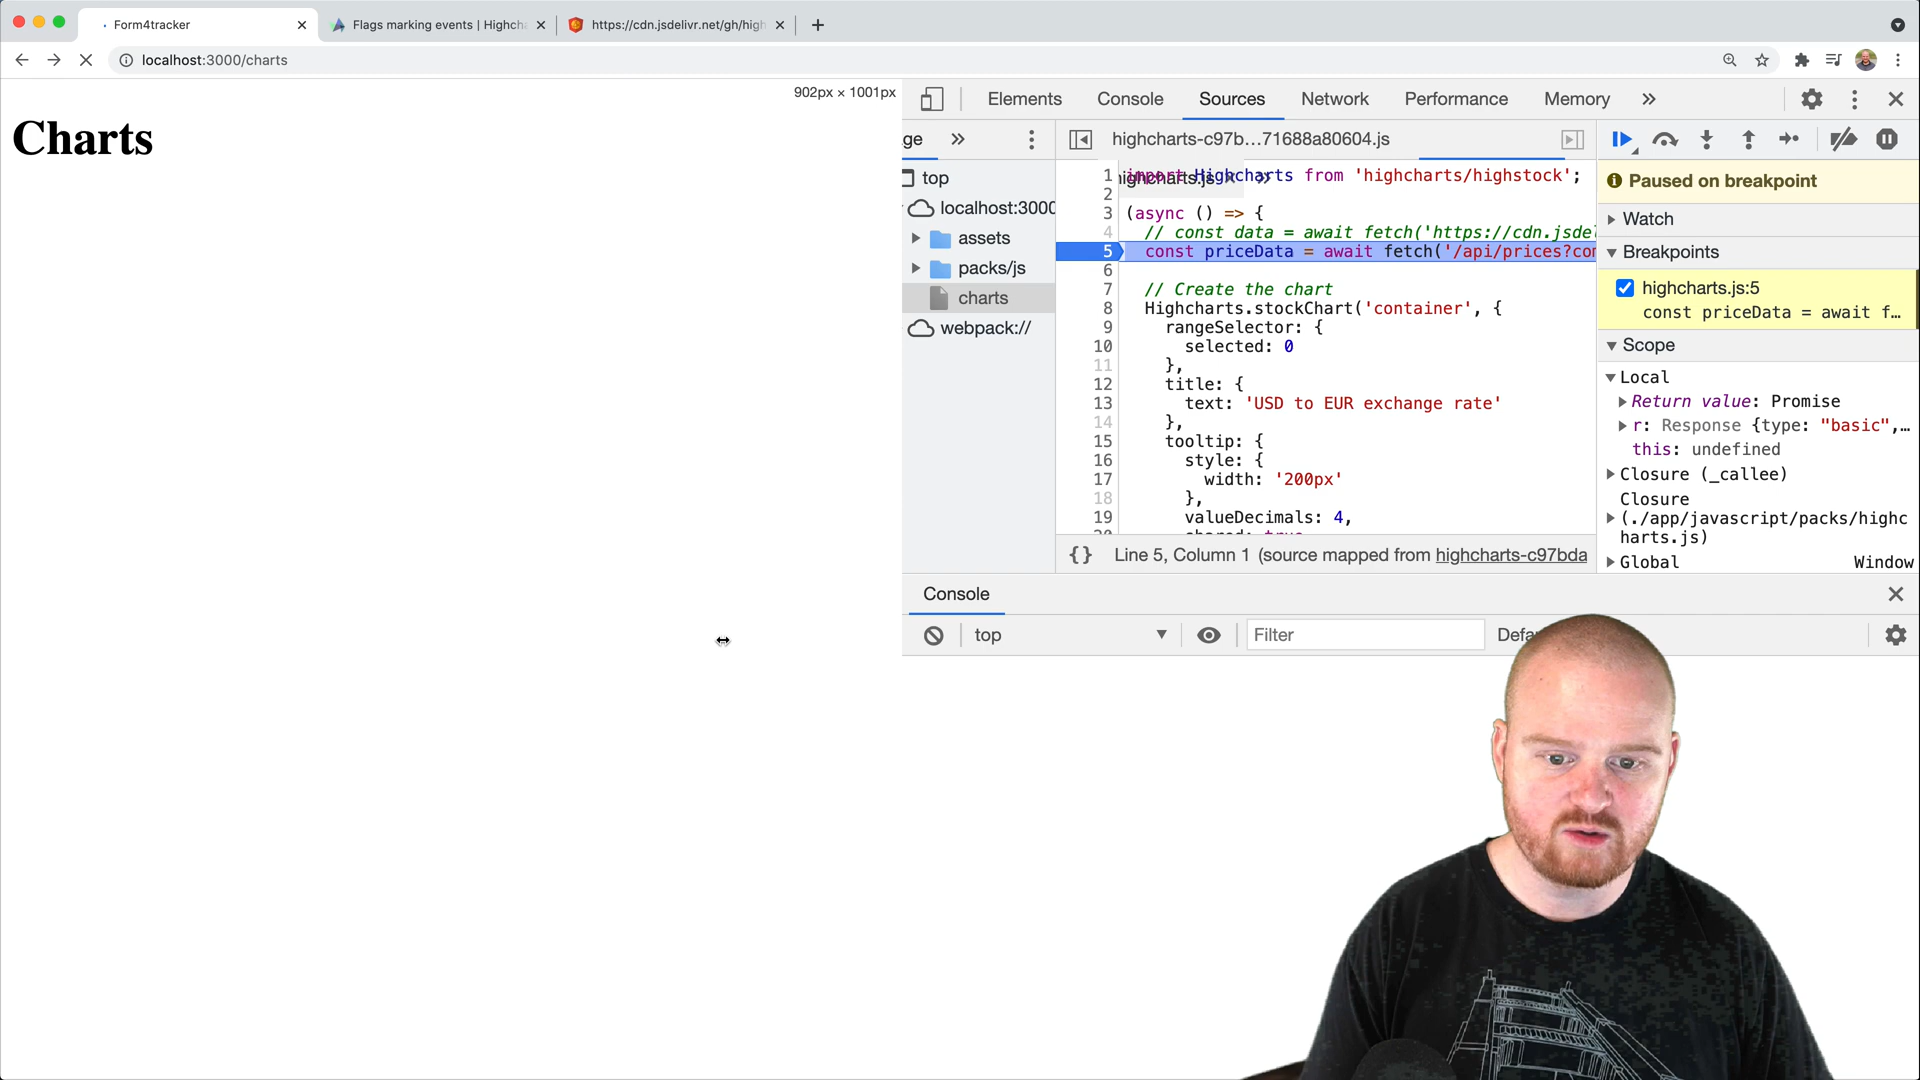 Form4tracker
Flags marking events | Highch
https://cdn.jsdelivr.net/gh/high
localhost:3000/charts
902px × 1001px
Charts
Elements
Console
Sources
Network
Performance
Memory
ge
highcharts-c97b…71688a80604.js
top
localhost:3000
assets
packs/js
charts
webpack://
highcharts.js
1 import Highcharts from 'highcharts/highstock';
2
3 (async () => {
4 // const data = await fetch('https://cdn.jsde
5 const priceData = await fetch('/api/prices?co
6
7 // Create the chart
8 Highcharts.stockChart('container', {
9 rangeSelector: {
10 selected: 0
11 },
12 title: {
13 text: 'USD to EUR exchange rate'
14 },
15 tooltip: {
16 style: {
17 width: '200px'
18 },
19 valueDecimals: 4,
{} Line 5, Column 1 (source mapped from highcharts-c97bda
Paused on breakpoint
Watch
Breakpoints
highcharts.js:5
const priceData = await f…
Scope
Local
Return value: Promise
r: Response {type: "basic",…
this: undefined
Closure (_callee)
Closure
(./app/javascript/packs/highc
harts.js)
Global Window
Console
top
Filter
Defa